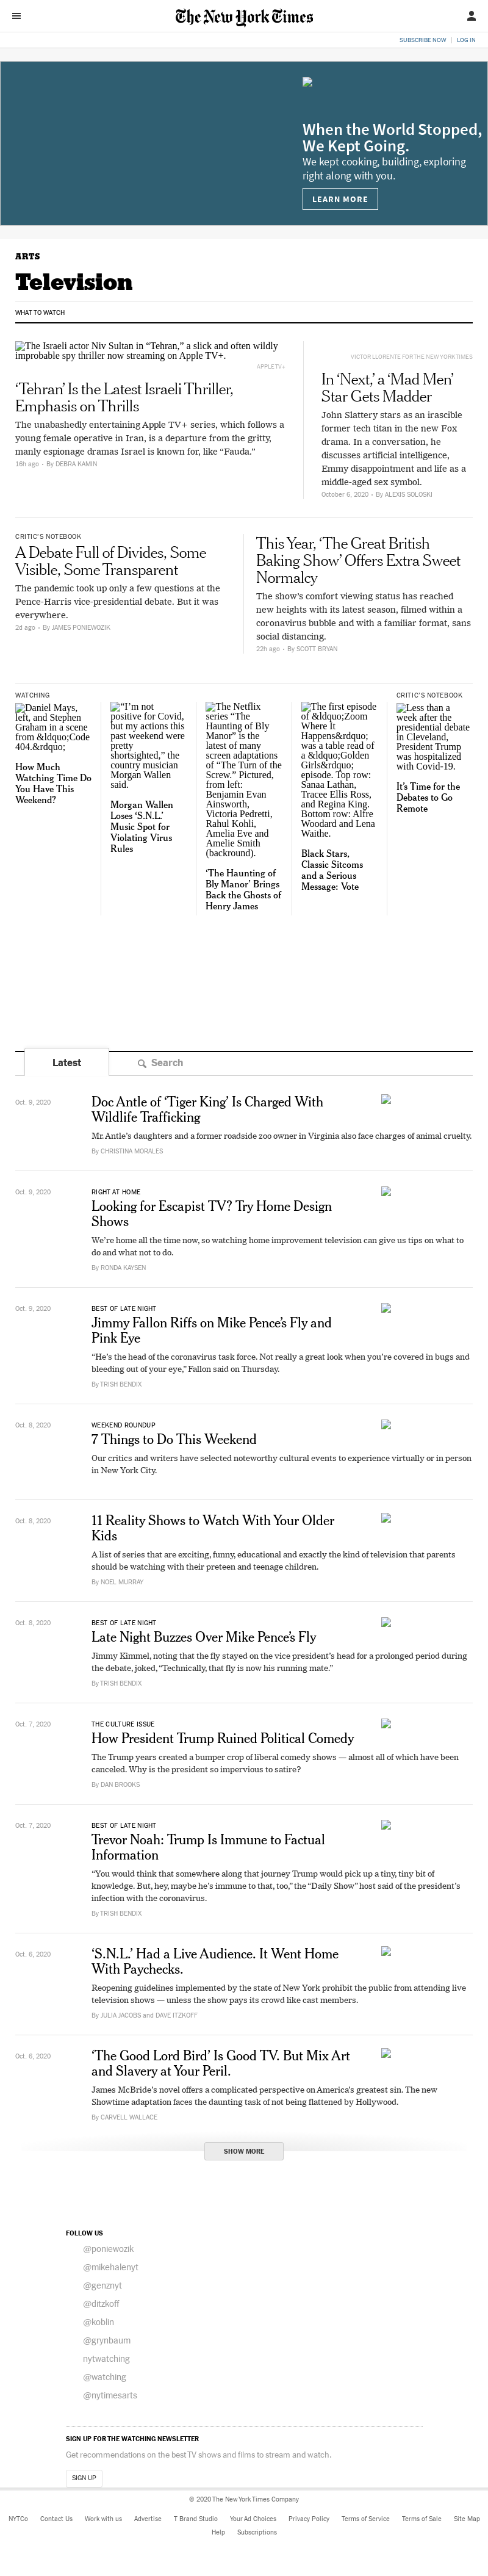 The New York Times
SUBSCRIBE NOW | LOG IN
When the World Stopped,
We Kept Going.
We kept cooking, building, exploring
right along with you.
LEARN MORE
ARTS
Television
WHAT TO WATCH
The Israeli actor Niv Sultan in “Tehran,” a slick and often wildly
improbable spy thriller now streaming on Apple TV+.
APPLE TV+
‘Tehran’ Is the Latest Israeli Thriller,
Emphasis on Thrills
The unabashedly entertaining Apple TV+ series, which follows a
young female operative in Iran, is a departure from the gritty,
manly espionage dramas Israel is known for, like “Fauda.”
16h ago • By DEBRA KAMIN
VICTOR LLORENTE FOR THE NEW YORK TIMES
In ‘Next,’ a ‘Mad Men’
Star Gets Madder
John Slattery stars as an irascible
former tech titan in the new Fox
drama. In a conversation, he
discusses artificial intelligence,
Emmy disappointment and life as a
middle-aged sex symbol.
October 6, 2020 • By ALEXIS SOLOSKI
CRITIC’S NOTEBOOK
A Debate Full of Divides, Some
Visible, Some Transparent
The pandemic took up only a few questions at the
Pence-Harris vice-presidential debate. But it was
everywhere.
2d ago • By JAMES PONIEWOZIK
This Year, ‘The Great British
Baking Show’ Offers Extra Sweet
Normalcy
The show’s comfort viewing status has reached
new heights with its latest season, filmed within a
coronavirus bubble and with a familiar format, sans
social distancing.
22h ago • By SCOTT BRYAN
WATCHING
Daniel Mays,
left, and Stephen
Graham in a scene
from &ldquo;Code
404.&rdquo;
How Much
Watching Time Do
You Have This
Weekend?
“I’m not
positive for Covid,
but my actions this
past weekend were
pretty
shortsighted,” the
country musician
Morgan Wallen
said.
Morgan Wallen
Loses ‘S.N.L.’
Music Spot for
Violating Virus
Rules
The Netflix
series “The
Haunting of Bly
Manor” is the
latest of many
screen adaptations
of “The Turn of the
Screw.” Pictured,
from left:
Benjamin Evan
Ainsworth,
Victoria Pedretti,
Rahul Kohli,
Amelia Eve and
Amelie Smith
(backround).
‘The Haunting of
Bly Manor’ Brings
Back the Ghosts of
Henry James
The first episode
of &ldquo;Zoom
Where It
Happens&rdquo;
was a table read of
a &ldquo;Golden
Girls&rdquo;
episode. Top row:
Sanaa Lathan,
Tracee Ellis Ross,
and Regina King.
Bottom row: Alfre
Woodard and Lena
Waithe.
Black Stars,
Classic Sitcoms
and a Serious
Message: Vote
CRITIC’S NOTEBOOK
Less than a
week after the
presidential debate
in Cleveland,
President Trump
was hospitalized
with Covid-19.
It’s Time for the
Debates to Go
Remote
Latest
Search
Oct. 9, 2020
Doc Antle of ‘Tiger King’ Is Charged With
Wildlife Trafficking
Mr. Antle’s daughters and a former roadside zoo owner in Virginia also face charges of animal cruelty.
By CHRISTINA MORALES
Oct. 9, 2020
RIGHT AT HOME
Looking for Escapist TV? Try Home Design
Shows
We’re home all the time now, so watching home improvement television can give us tips on what to
do and what not to do.
By RONDA KAYSEN
Oct. 9, 2020
BEST OF LATE NIGHT
Jimmy Fallon Riffs on Mike Pence’s Fly and
Pink Eye
“He’s the head of the coronavirus task force. Not really a great look when you’re covered in bugs and
bleeding out of your eye,” Fallon said on Thursday.
By TRISH BENDIX
Oct. 8, 2020
WEEKEND ROUNDUP
7 Things to Do This Weekend
Our critics and writers have selected noteworthy cultural events to experience virtually or in person
in New York City.
Oct. 8, 2020
11 Reality Shows to Watch With Your Older
Kids
A list of series that are exciting, funny, educational and exactly the kind of television that parents
should be watching with their preteen and teenage children.
By NOEL MURRAY
Oct. 8, 2020
BEST OF LATE NIGHT
Late Night Buzzes Over Mike Pence’s Fly
Jimmy Kimmel, noting that the fly stayed on the vice president’s head for a prolonged period during
the debate, joked, “Technically, that fly is now his running mate.”
By TRISH BENDIX
Oct. 7, 2020
THE CULTURE ISSUE
How President Trump Ruined Political Comedy
The Trump years created a bumper crop of liberal comedy shows — almost all of which have been
canceled. Why is the president so impervious to satire?
By DAN BROOKS
Oct. 7, 2020
BEST OF LATE NIGHT
Trevor Noah: Trump Is Immune to Factual
Information
“You would think that somewhere along that journey Trump would pick up a tiny, tiny bit of
knowledge. But, hey, maybe he’s immune to that, too,” the “Daily Show” host said of the president’s
infection with the coronavirus.
By TRISH BENDIX
Oct. 6, 2020
‘S.N.L.’ Had a Live Audience. It Went Home
With Paychecks.
Reopening guidelines implemented by the state of New York prohibit the public from attending live
television shows — unless the show pays its crowd like cast members.
By JULIA JACOBS and DAVE ITZKOFF
Oct. 6, 2020
‘The Good Lord Bird’ Is Good TV. But Mix Art
and Slavery at Your Peril.
James McBride’s novel offers a complicated perspective on America’s greatest sin. The new
Showtime adaptation faces the daunting task of not being flattened by Hollywood.
By CARVELL WALLACE
SHOW MORE
FOLLOW US
@poniewozik
@mikehalenyt
@genznyt
@ditzkoff
@koblin
@grynbaum
nytwatching
@watching
@nytimesarts
SIGN UP FOR THE WATCHING NEWSLETTER
Get recommendations on the best TV shows and films to stream and watch.
SIGN UP
© 2020 The New York Times Company
NYTCo Contact Us Work with us Advertise T Brand Studio Your Ad Choices Privacy Policy Terms of Service Terms of Sale Site Map
Help Subscriptions